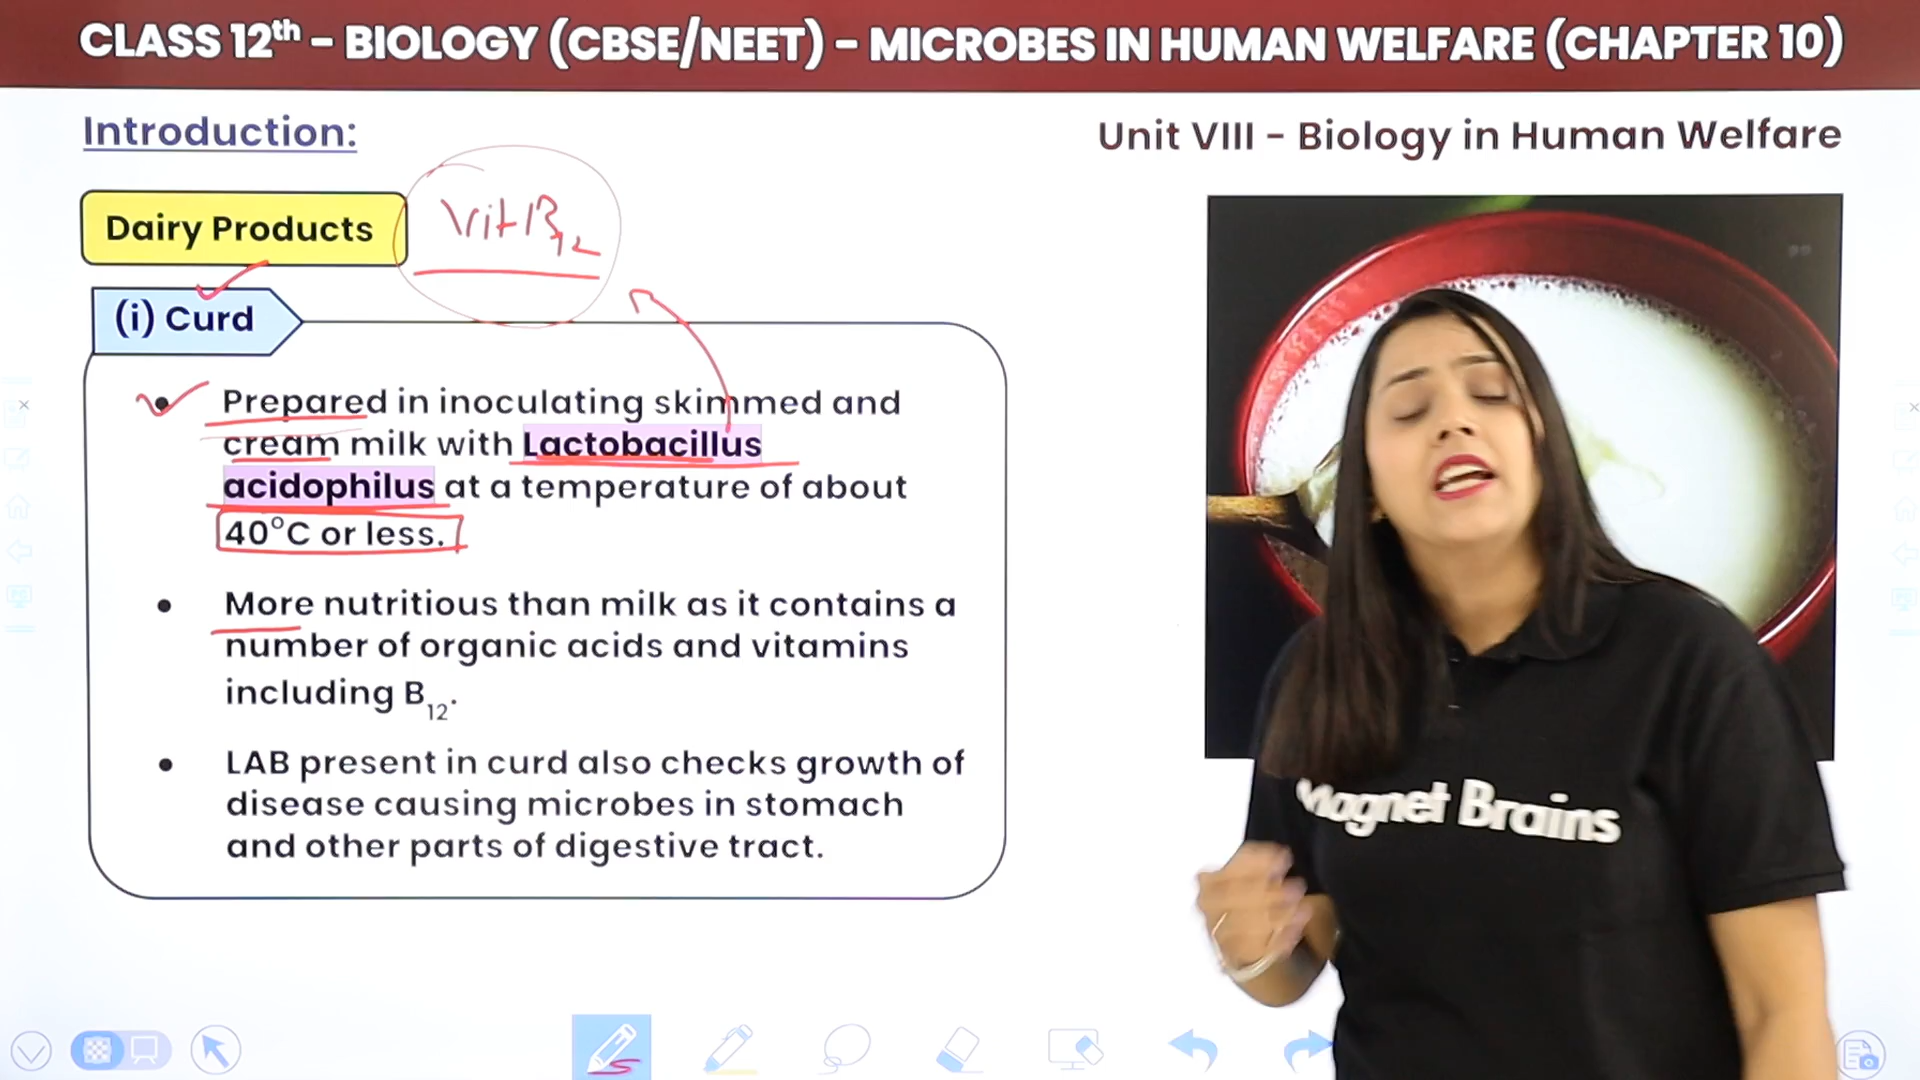 CLASS 12th - BIOLOGY (CBSE/NEET) - MICROBES IN HUMAN WELFARE (CHAPTER 10)
Introduction:
Unit VIII - Biology in Human Welfare
Dairy Products
Vit B12
(i) Curd
• Prepared in inoculating skimmed and
cream milk with Lactobacillus
acidophilus at a temperature of about
40°C or less.
• More nutritious than milk as it contains a
number of organic acids and vitamins
including B12.
• LAB present in curd also checks growth of
disease causing microbes in stomach
and other parts of digestive tract.
Magnet Brains